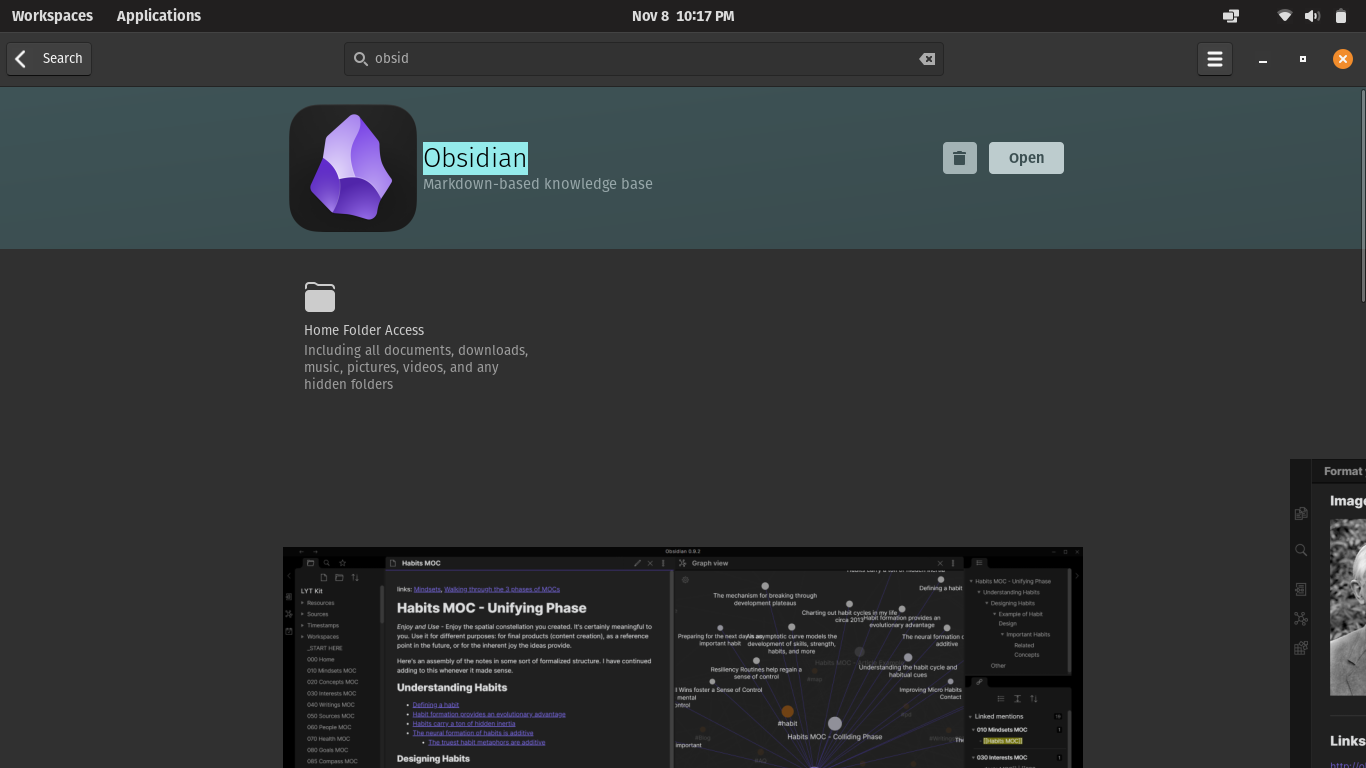 Workspaces Applications Nov 8 10:17 PM
Search
obsid
Obsidian
Markdown-based knowledge base
Open
Home Folder Access
Including all documents, downloads,
music, pictures, videos, and any
hidden folders
Obsidian 0.9.2
Habits MOC
Graph view
LYT Kit
Resources
Sources
Timestamps
Workspaces
_START HERE
000 Home
010 Mindsets MOC
020 Concepts MOC
030 Interests MOC
040 Writings MOC
050 Sources MOC
060 People MOC
070 Health MOC
080 Goals MOC
085 Compass MOC
links: Mindsets, Walking through the 3 phases of MOCs
Habits MOC - Unifying Phase
Enjoy and Use - Enjoy the spatial constellation you created. It's certainly meaningful to
you. Use it for different purposes: for final products (content creation), as a reference
point in the future, or for the inherent joy the ideas provide.
Here's an assembly of the notes in some sort of formalized structure. I have continued
adding to this whenever it made sense.
Understanding Habits
Defining a habit
Habit formation provides an evolutionary advantage
Habits carry a ton of hidden inertia
The neural formation of habits is additive
The truest habit metaphors are additive
Designing Habits
Habits carry a ton of hidden inertia
Defining a habit
The mechanism for breaking through
development plateaus
Charting out habit cycles in my life
circa 2013
Habit formation provides an
evolutionary advantage
Preparing for the next day is an
important habit
asymptotic curve models the
development of skills, strength,
habits, and more
The neural formation
additive
Resiliency Routines help regain a
sense of control
Understanding the habit cycle and
habitual cues
Wins foster a Sense of Control
mental
Improving Micro Habits
Contact
#habit
Habits MOC - Colliding Phase
important
Habits MOC - Unifying Phase
Understanding Habits
Designing Habits
Example of Habit
Design
Important Habits
Related
Concepts
Other
Linked mentions
010 Mindsets MOC
[[Habits MOC]]
030 Interests MOC
Format
Imag
Links